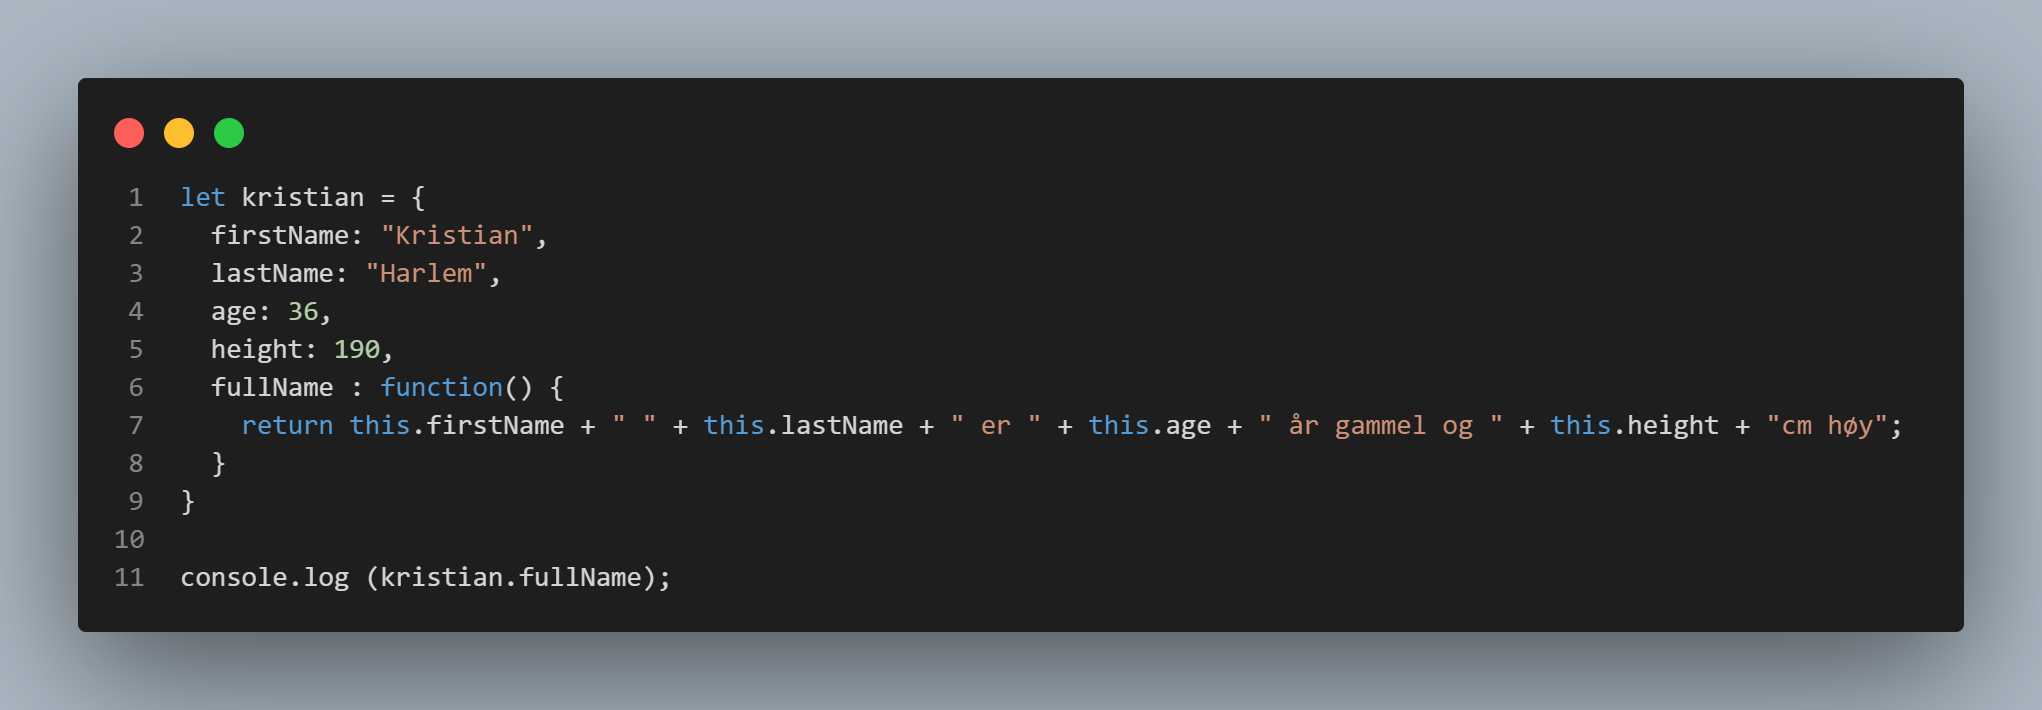 1 let kristian = {
2 firstName: "Kristian",
3 lastName: "Harlem",
4 age: 36,
5 height: 190,
6 fullName : function() {
7 return this.firstName + " " + this.lastName + " er " + this.age + " år gammel og " + this.height + "cm høy";
8 }
9 }
10
11 console.log (kristian.fullName);